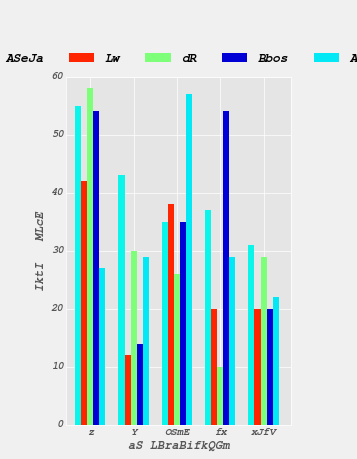 ASeJa Lw dR Bbos A
60
50
40
30
20
10
0
IktI MLcE
z Y OSmE fx xJfV
aS LBraBifkQGm